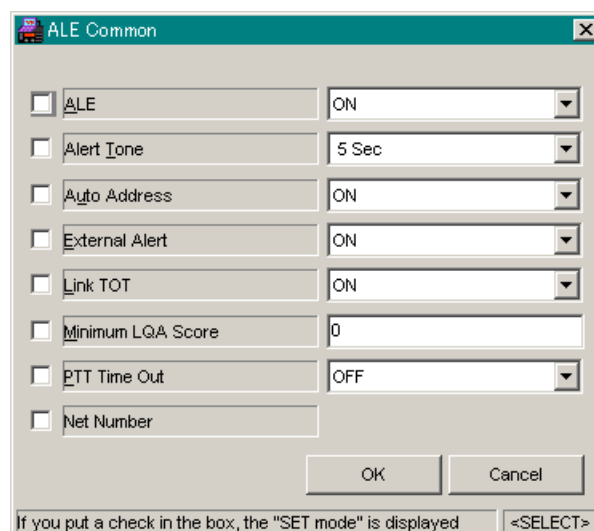 ALE Common
ALE ON
Alert Tone 5 Sec
Auto Address ON
External Alert ON
Link TOT ON
Minimum LQA Score 0
PTT Time Out OFF
Net Number
OK Cancel
If you put a check in the box, the "SET mode" is displayed <SELECT>